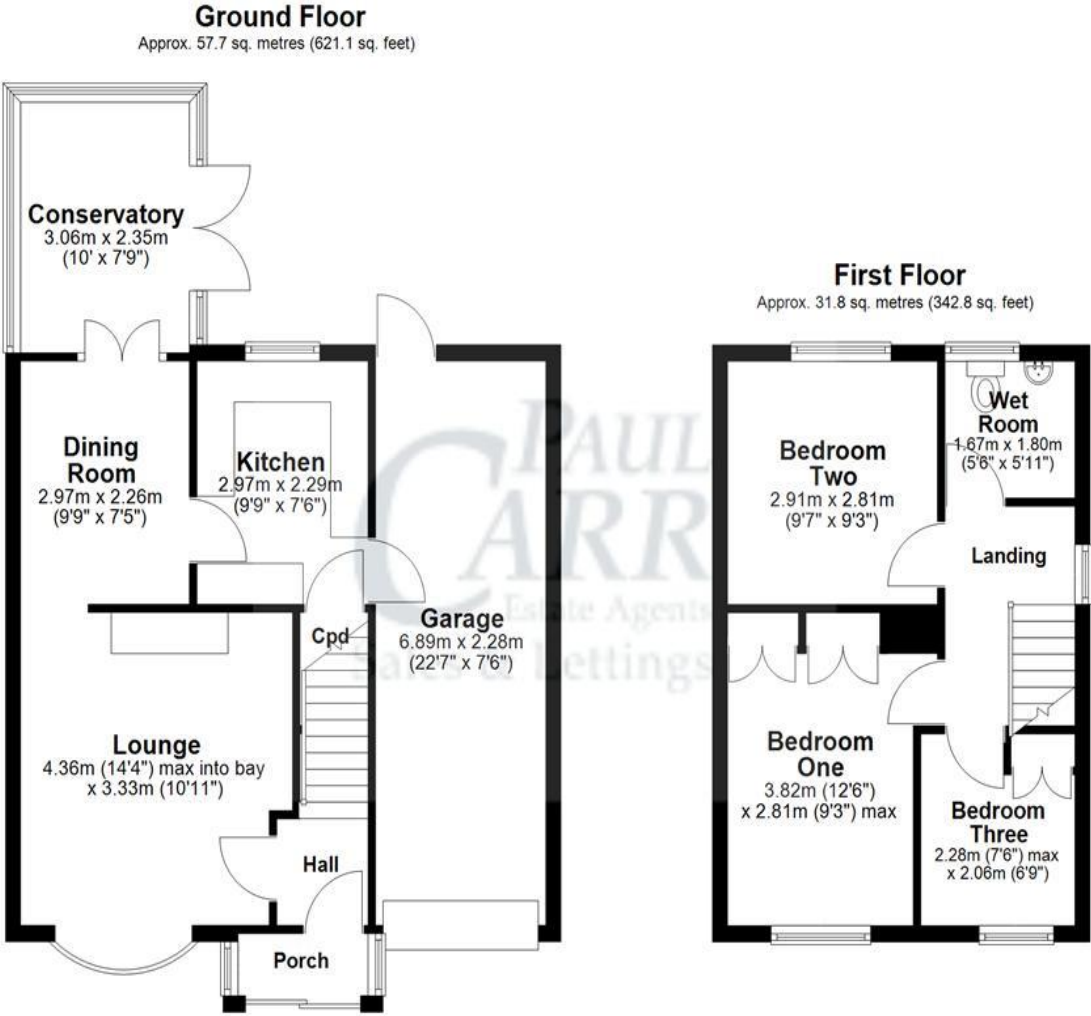 Ground Floor
Approx. 57.7 sq. metres (621.1 sq. feet)
Conservatory
3.06m x 2.35m
(10' x 7'9")
First Floor
Approx. 31.8 sq. metres (342.8 sq. feet)
Dining
Room
2.97m x 2.26m
(9'9" x 7'5")
Kitchen
2.97m x 2.29m
(9'9" x 7'6")
PAUL
CARR
Estate Agents
Sales & Lettings
Bedroom
Two
2.91m x 2.81m
(9'7" x 9'3")
Wet
Room
1.67m x 1.80m
(5'6" x 5'11")
Landing
Cpd
Garage
6.89m x 2.28m
(22'7" x 7'6")
Lounge
4.36m (14'4") max into bay
x 3.33m (10'11")
Bedroom
One
3.82m (12'6")
x 2.81m (9'3") max
Bedroom
Three
2.28m (7'6") max
x 2.06m (6'9")
Hall
Porch